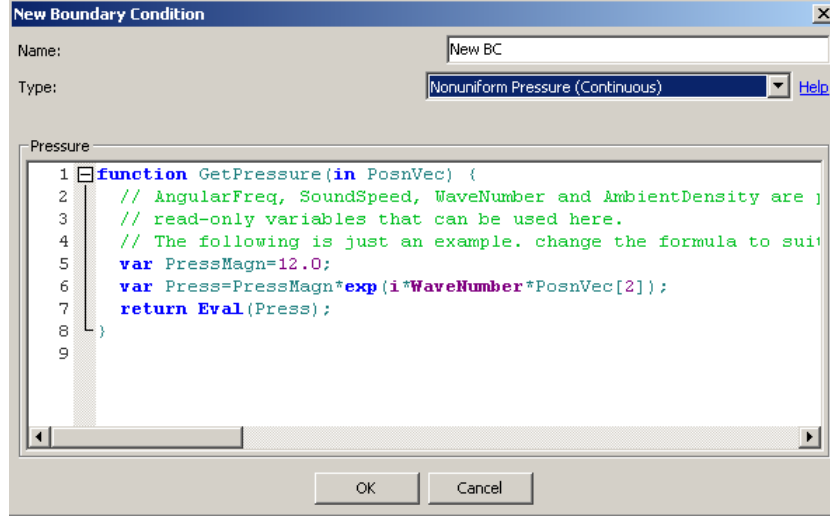 New Boundary Condition
Name:
New BC
Type:
Nonuniform Pressure (Continuous)
Help
Pressure
1 function GetPressure(in PosnVec) {
2 // AngularFreq, SoundSpeed, WaveNumber and AmbientDensity are
3 // read-only variables that can be used here.
4 // The following is just an example. change the formula to
5 var PressMagn=12.0;
6 var Press=PressMagn*exp(i*WaveNumber*PosnVec[2]);
7 return Eval(Press);
8 }
9
OK
Cancel